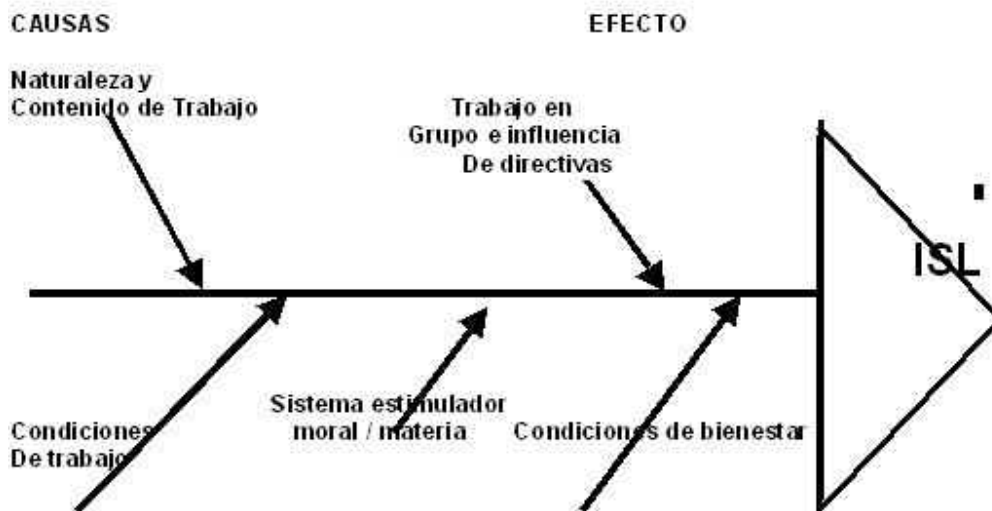 CAUSAS
EFECTO
Naturaleza y
Contenido de Trabajo
Trabajo en
Grupo e influencia
De directivas
ISL
Sistema estimulador
moral / materia
Condiciones
De trabajo
Condiciones de bienestar